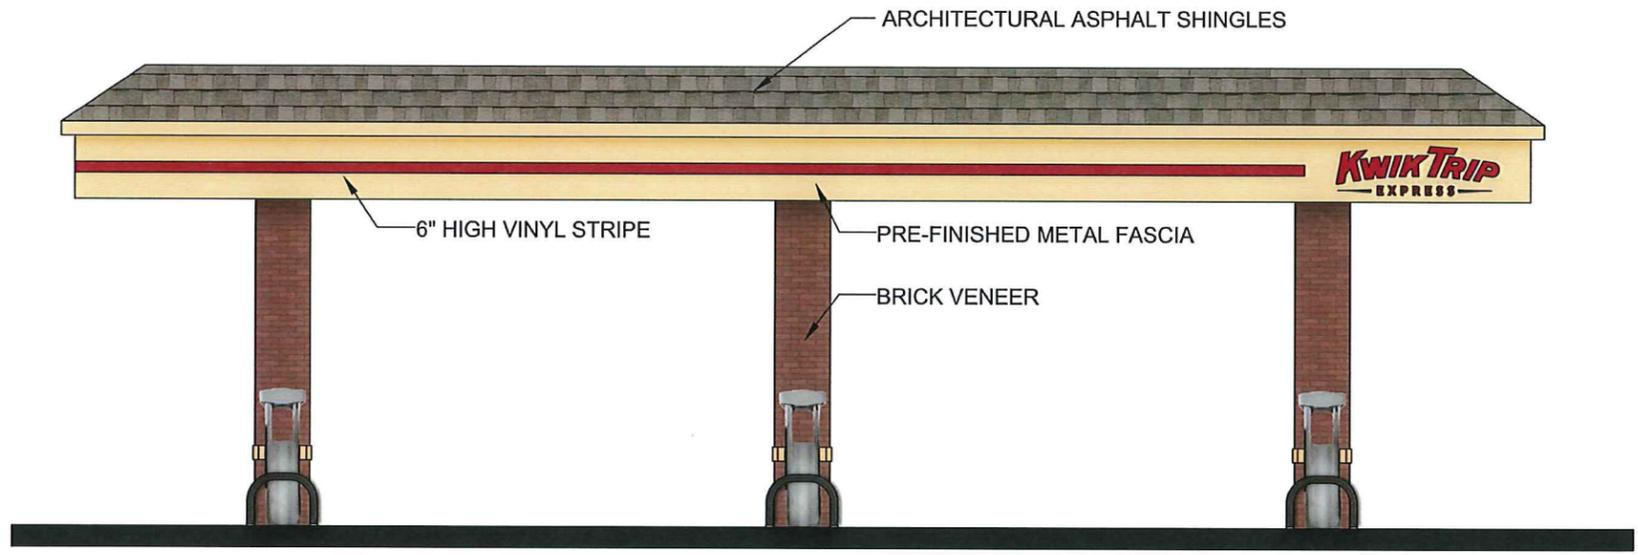 ARCHITECTURAL ASPHALT SHINGLES
KWIK TRIP
EXPRESS
6" HIGH VINYL STRIPE
PRE-FINISHED METAL FASCIA
BRICK VENEER